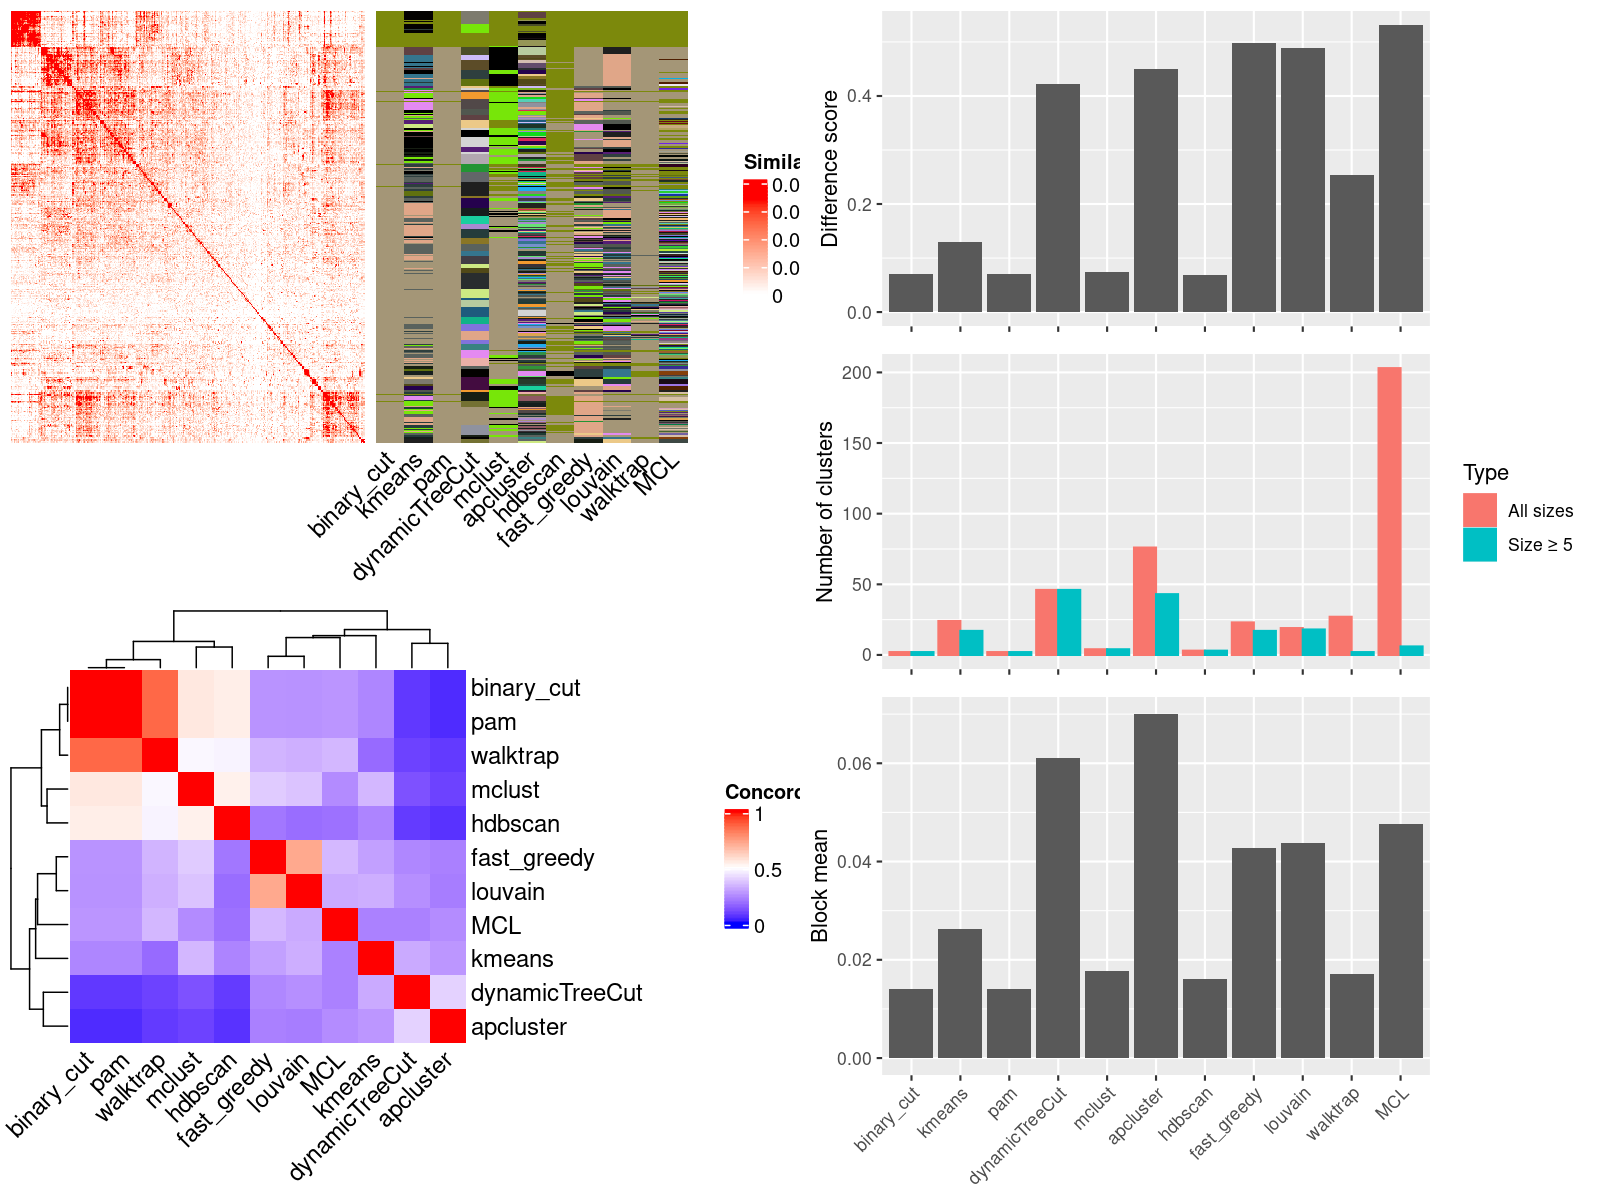 Simila
0.0
0.0
0.0
0.0
0
binary_cut
kmeans
pam
dynamicTreeCut
mclust
apcluster
hdbscan
fast_greedy
louvain
walktrap
MCL
binary_cut
pam
walktrap
mclust
hdbscan
fast_greedy
louvain
MCL
kmeans
dynamicTreeCut
apcluster
binary_cut
pam
walktrap
mclust
hdbscan
fast_greedy
louvain
MCL
kmeans
dynamicTreeCut
apcluster
Concord
1
0.5
0
Difference score
0.4
0.2
0.0
Number of clusters
200
150
100
50
0
Type
All sizes
Size ≥ 5
Block mean
0.06
0.04
0.02
0.00
binary_cut
kmeans
pam
dynamicTreeCut
mclust
apcluster
hdbscan
fast_greedy
louvain
walktrap
MCL